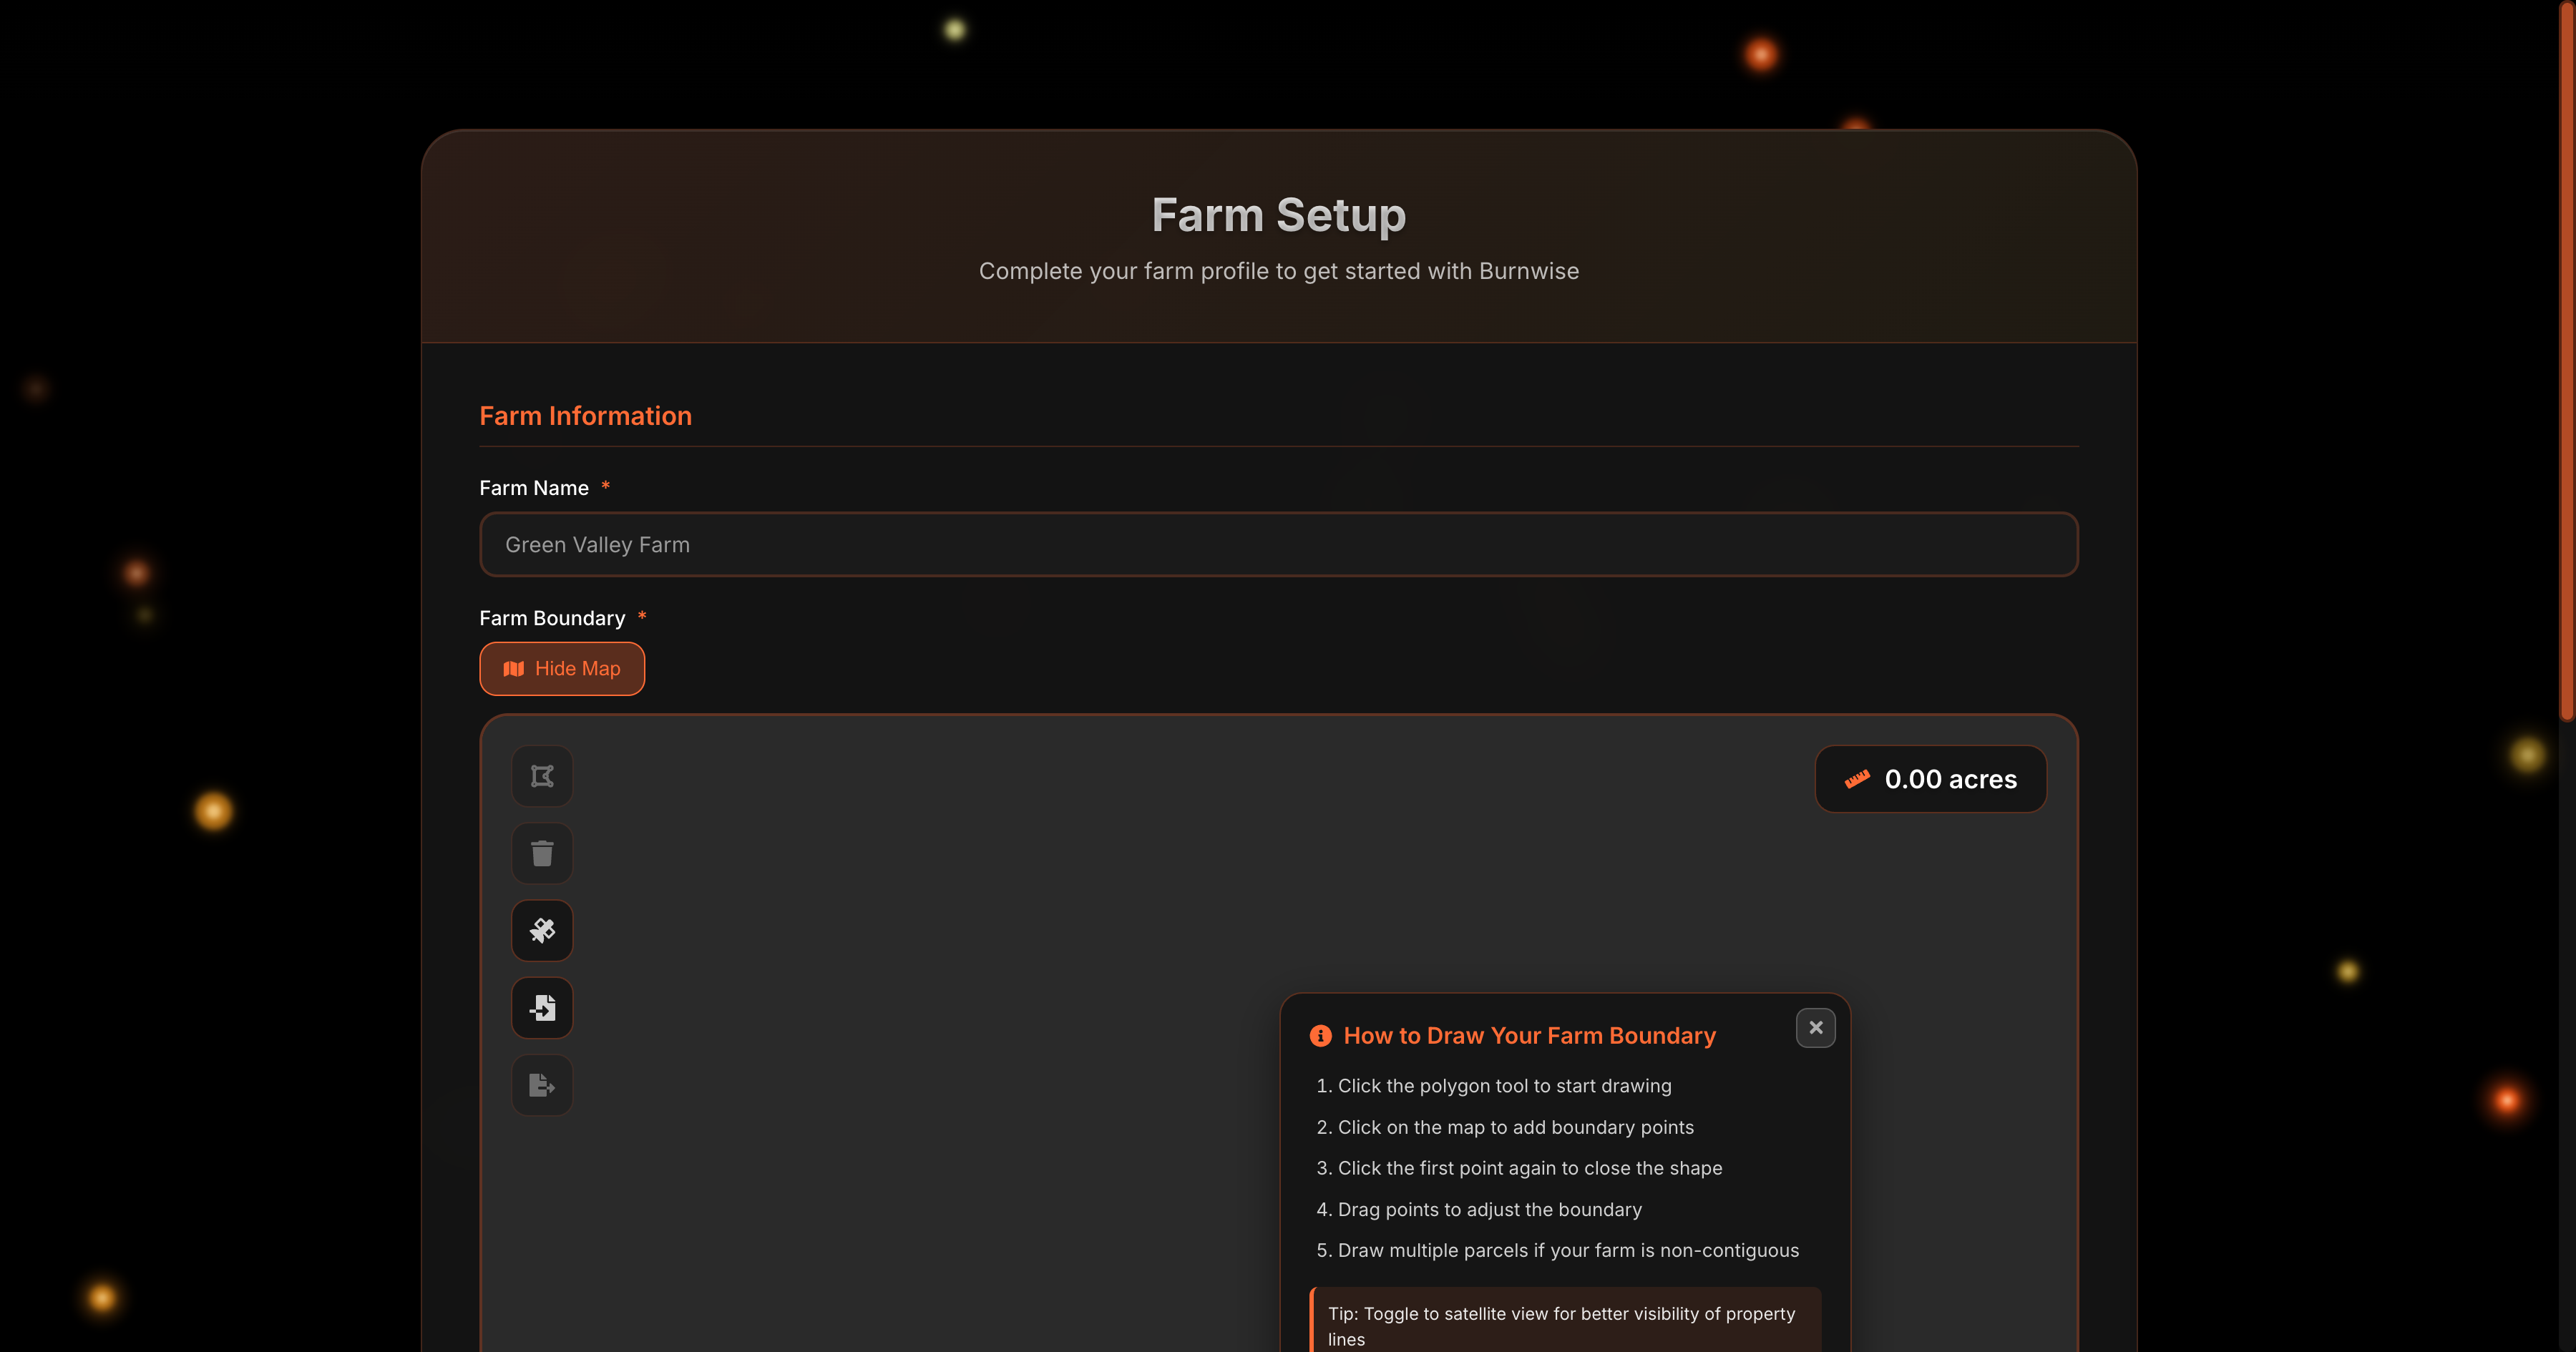 Farm Setup
Complete your farm profile to get started with Burnwise
Farm Information
Farm Name *
Green Valley Farm
Farm Boundary *
Hide Map
0.00 acres
How to Draw Your Farm Boundary
1. Click the polygon tool to start drawing
2. Click on the map to add boundary points
3. Click the first point again to close the shape
4. Drag points to adjust the boundary
5. Draw multiple parcels if your farm is non-contiguous
Tip: Toggle to satellite view for better visibility of property
lines